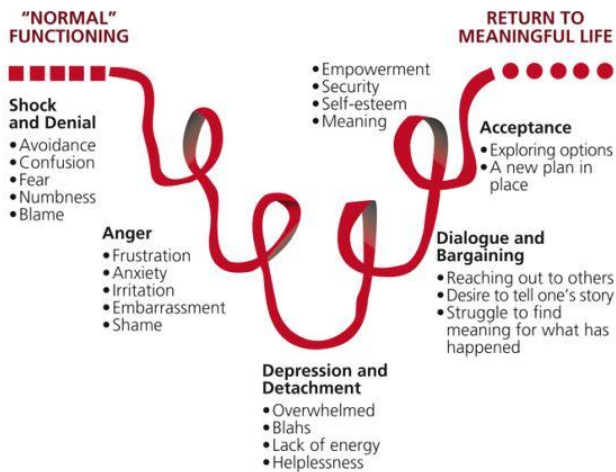 “NORMAL”
FUNCTIONING
RETURN TO
MEANINGFUL LIFE
Shock
and Denial
• Avoidance
• Confusion
• Fear
• Numbness
• Blame
• Empowerment
• Security
• Self-esteem
• Meaning
Acceptance
• Exploring options
• A new plan in
place
Anger
• Frustration
• Anxiety
• Irritation
• Embarrassment
• Shame
Dialogue and
Bargaining
• Reaching out to others
• Desire to tell one’s story
• Struggle to find
meaning for what has
happened
Depression and
Detachment
• Overwhelmed
• Blahs
• Lack of energy
• Helplessness